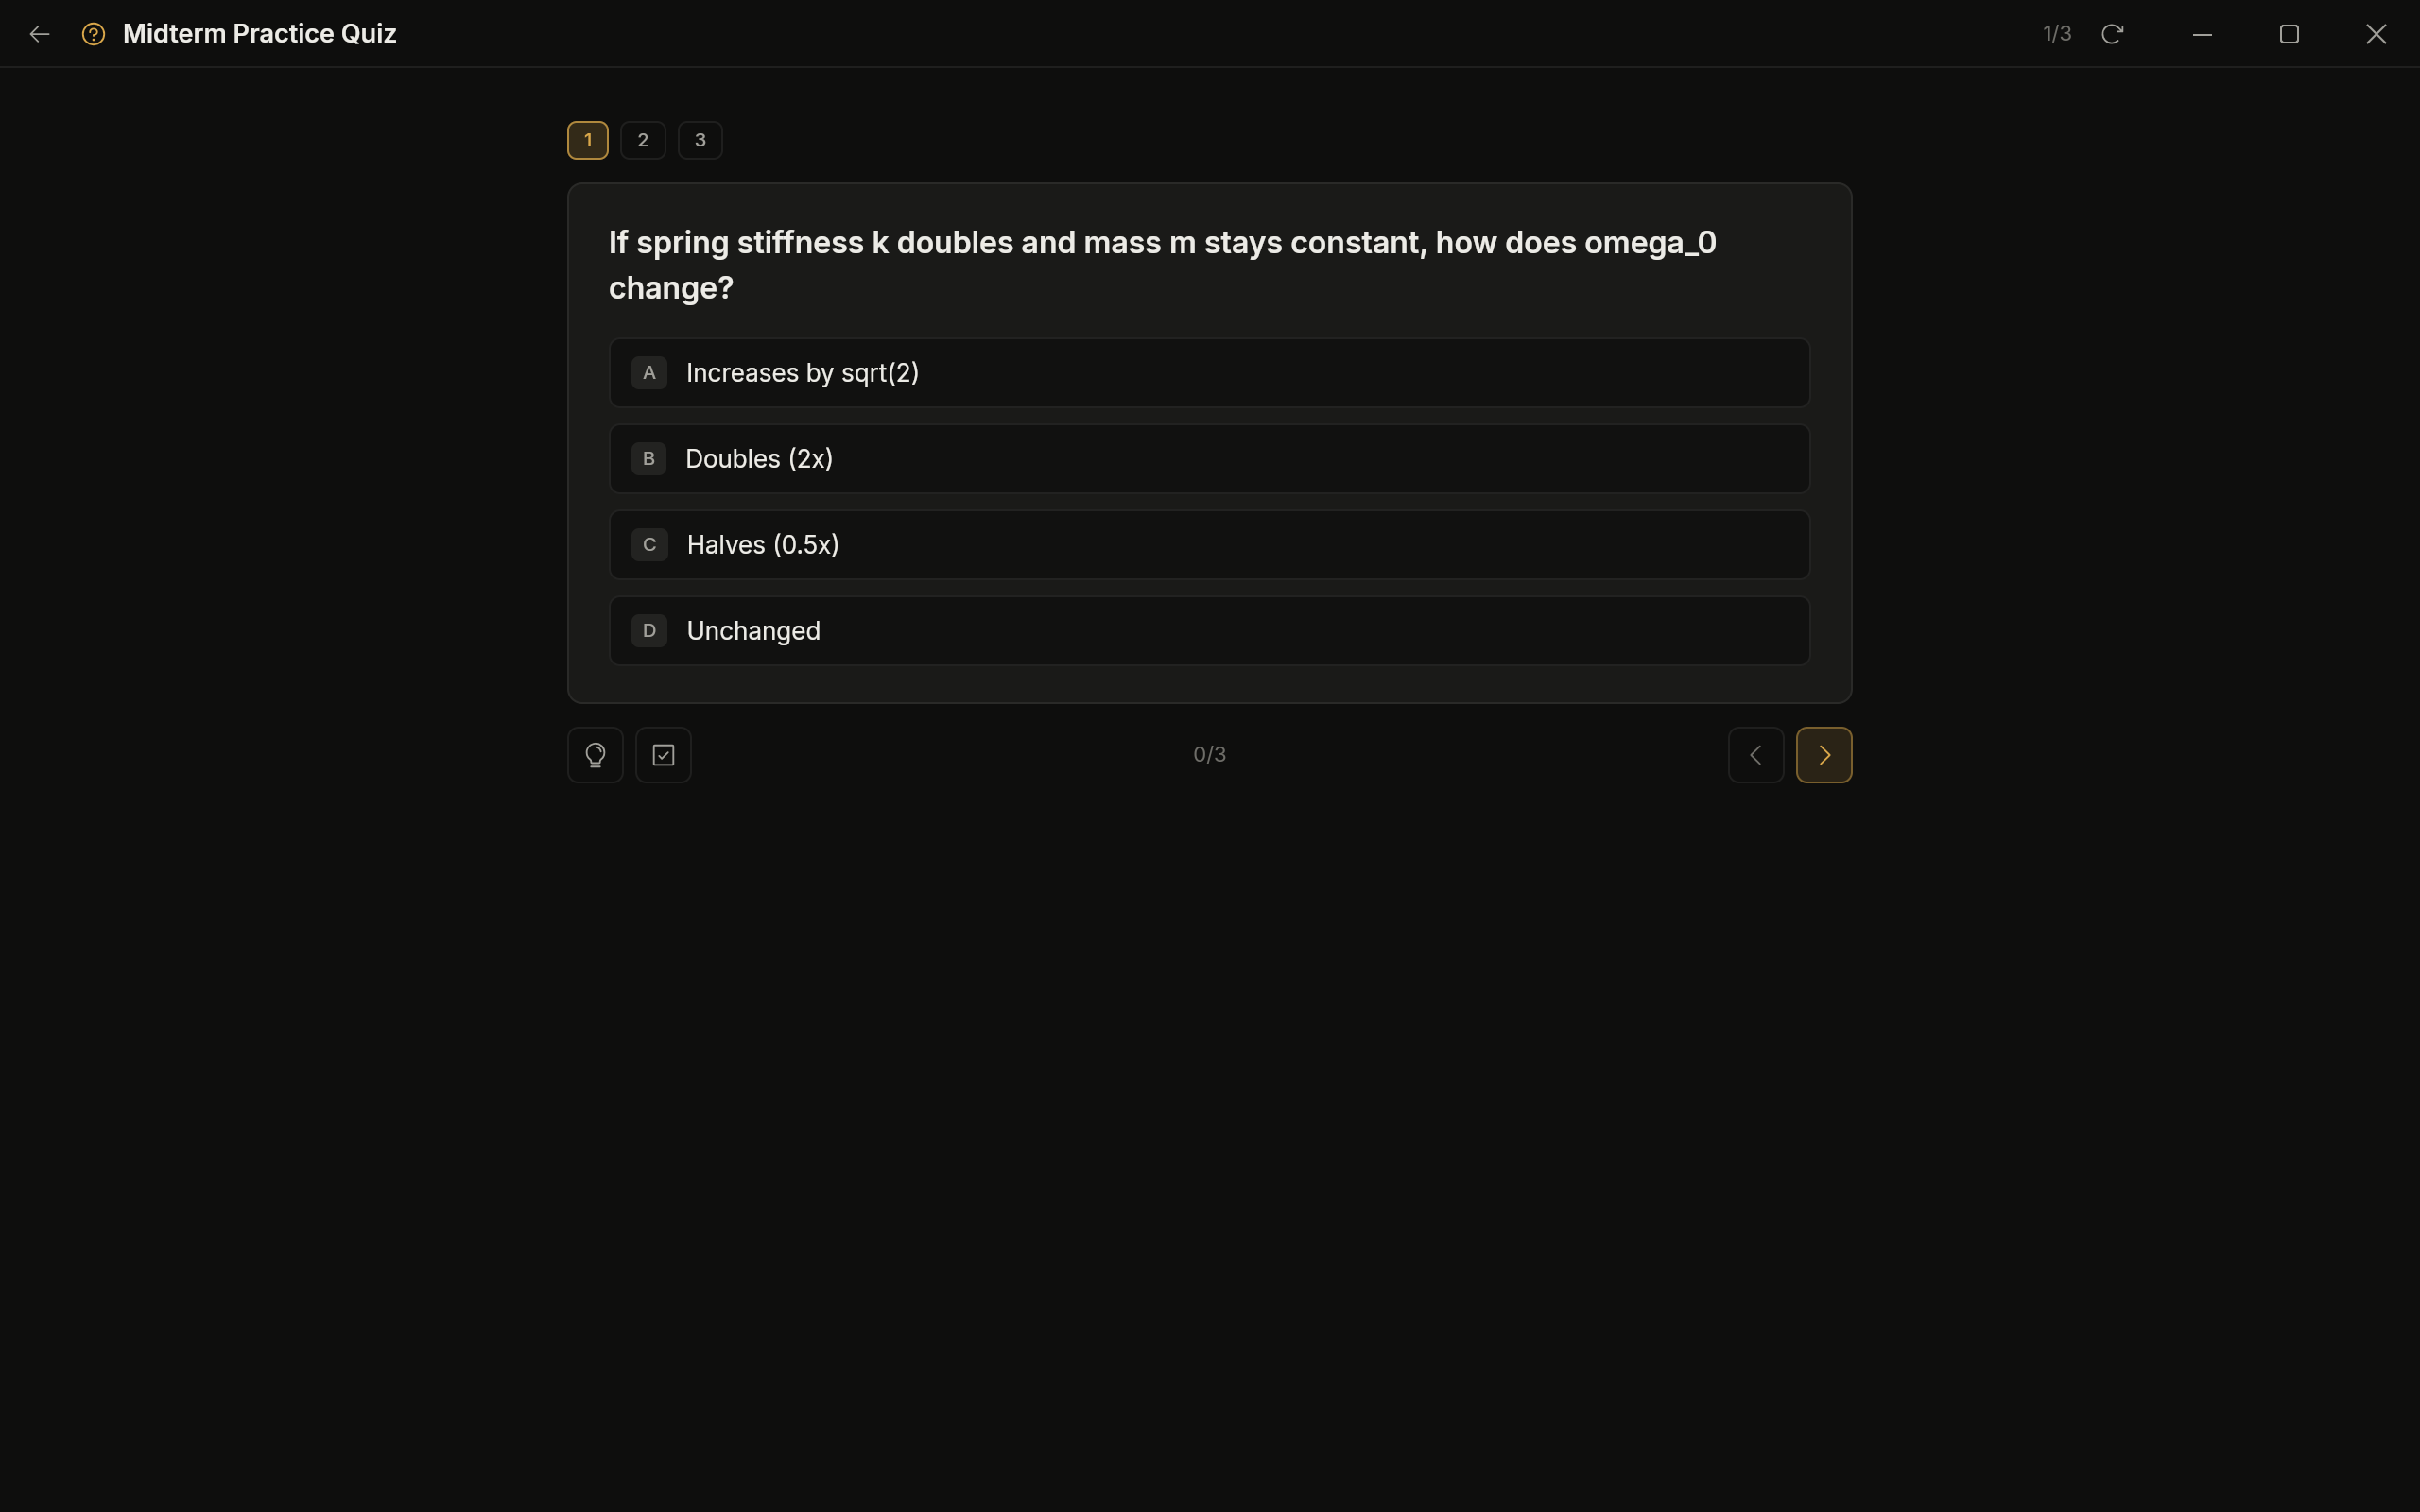 Midterm Practice Quiz
1/3
1 2 3
If spring stiffness k doubles and mass m stays constant, how does omega_0
change?
A Increases by sqrt(2)
B Doubles (2x)
C Halves (0.5x)
D Unchanged
0/3